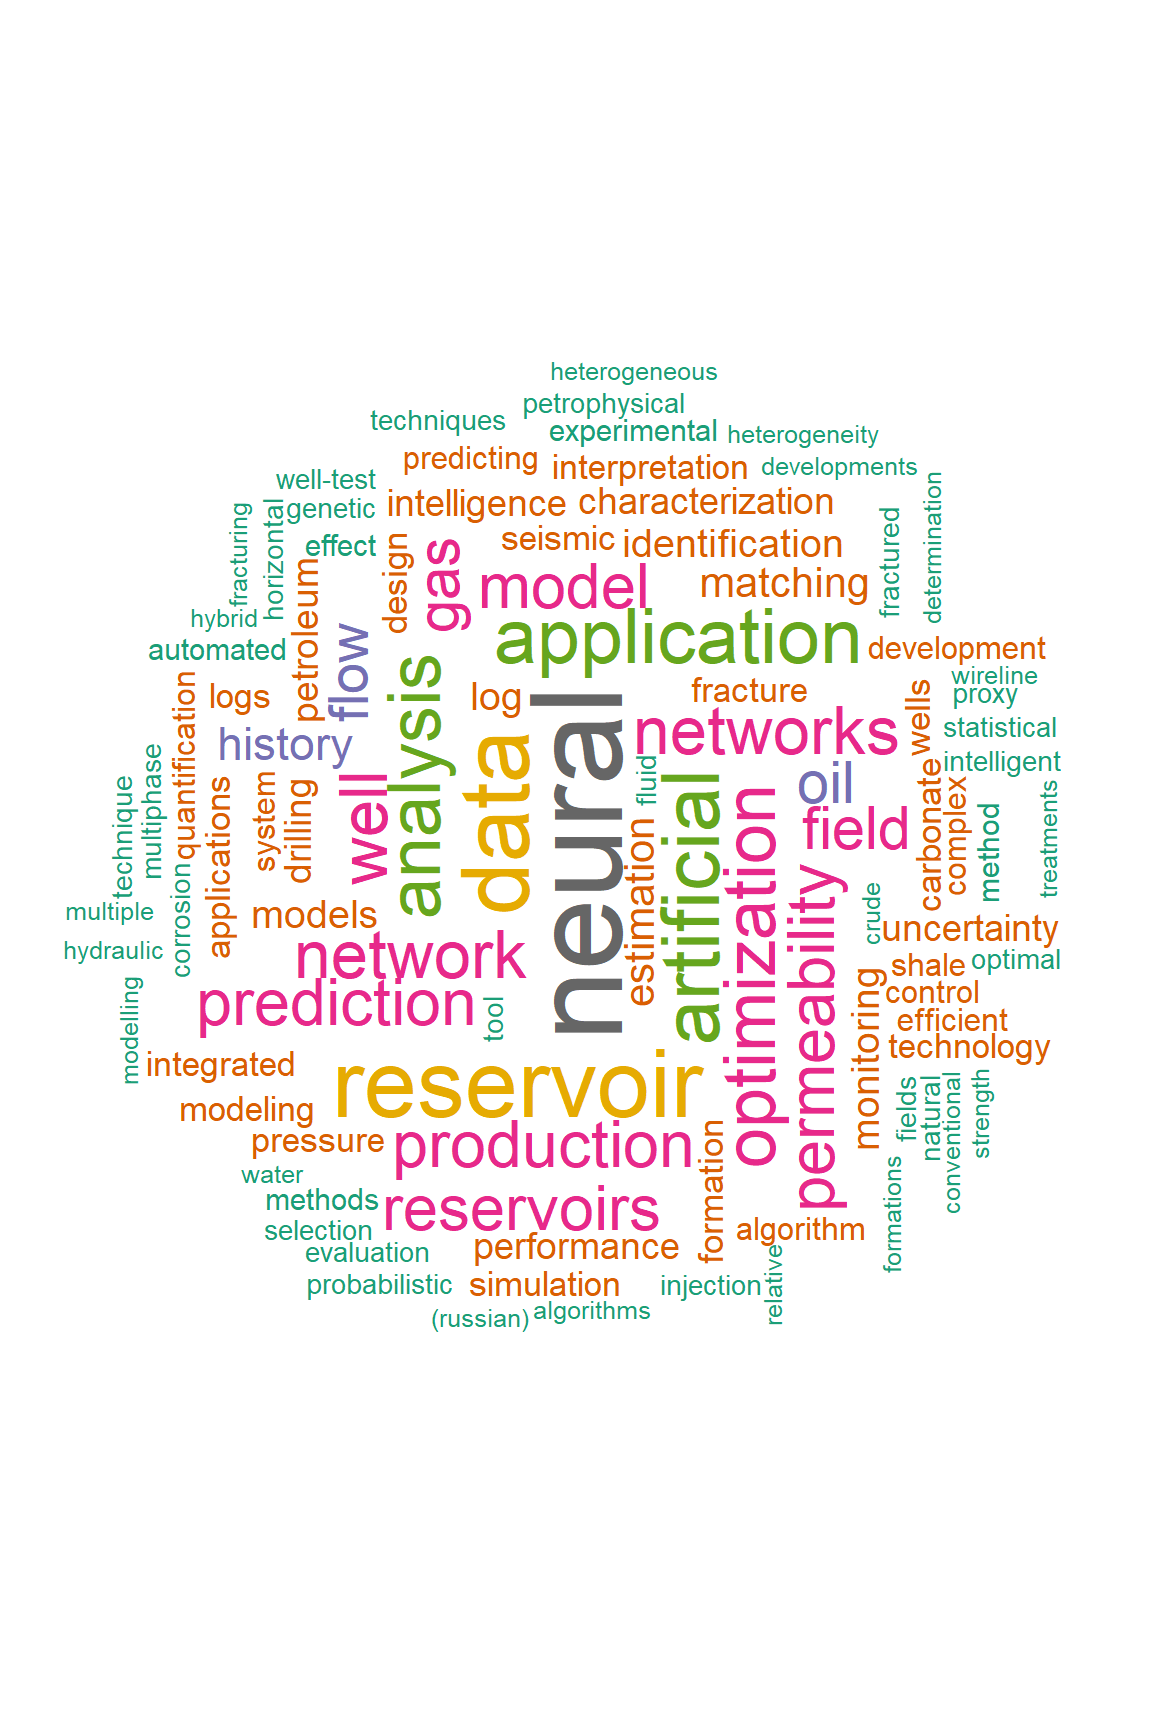 heterogeneous
petrophysical
techniques
experimental
heterogeneity
predicting
interpretation
developments
well-test
intelligence
characterization
genetic
fracturing
horizontal
effect
design
gas
seismic
identification
fractured
determination
model
matching
hybrid
petroleum
flow
application
automated
development
analysis
logs
log
fracture
wireline
proxy
quantification
history
data
neural
networks
wells
statistical
intelligent
technique
multiphase
applications
system
drilling
well
fluid
artificial
optimization
oil
field
carbonate
complex
method
treatments
multiple
corrosion
models
estimation
permeability
crude
uncertainty
hydraulic
network
shale
optimal
prediction
tool
monitoring
control
efficient
technology
modelling
integrated
reservoir
modeling
fields
natural
conventional
strength
pressure
production
formation
water
methods
reservoirs
formations
selection
algorithm
evaluation
performance
probabilistic
simulation
injection
relative
(russian)
algorithms